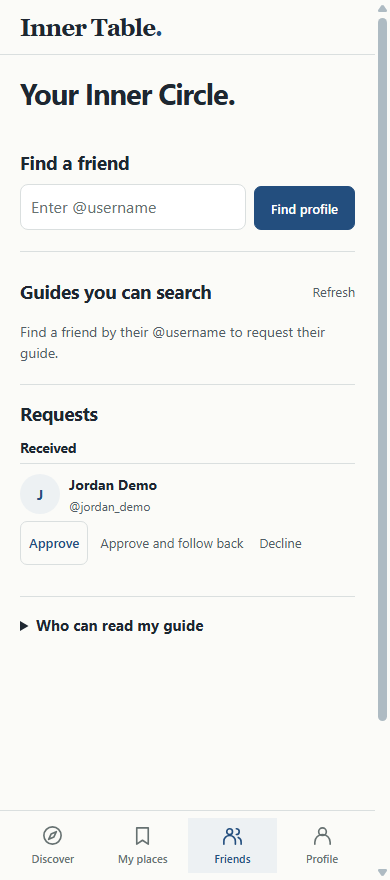 Inner Table.
Your Inner Circle.
Find a friend
Enter @username
Find profile
Guides you can search
Refresh
Find a friend by their @username to request their
guide.
Requests
Received
J
Jordan Demo
@jordan_demo
Approve
Approve and follow back
Decline
Who can read my guide
Discover
My places
Friends
Profile